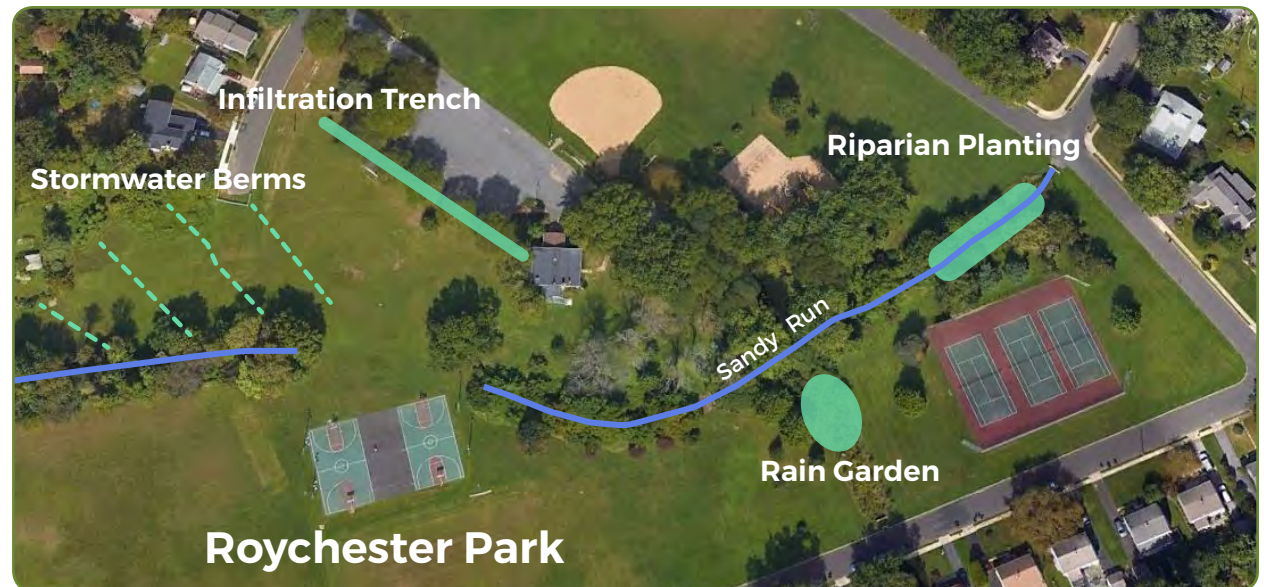 Infiltration Trench
Riparian Planting
Stormwater Berms
Sandy Run
Rain Garden
Roychester Park